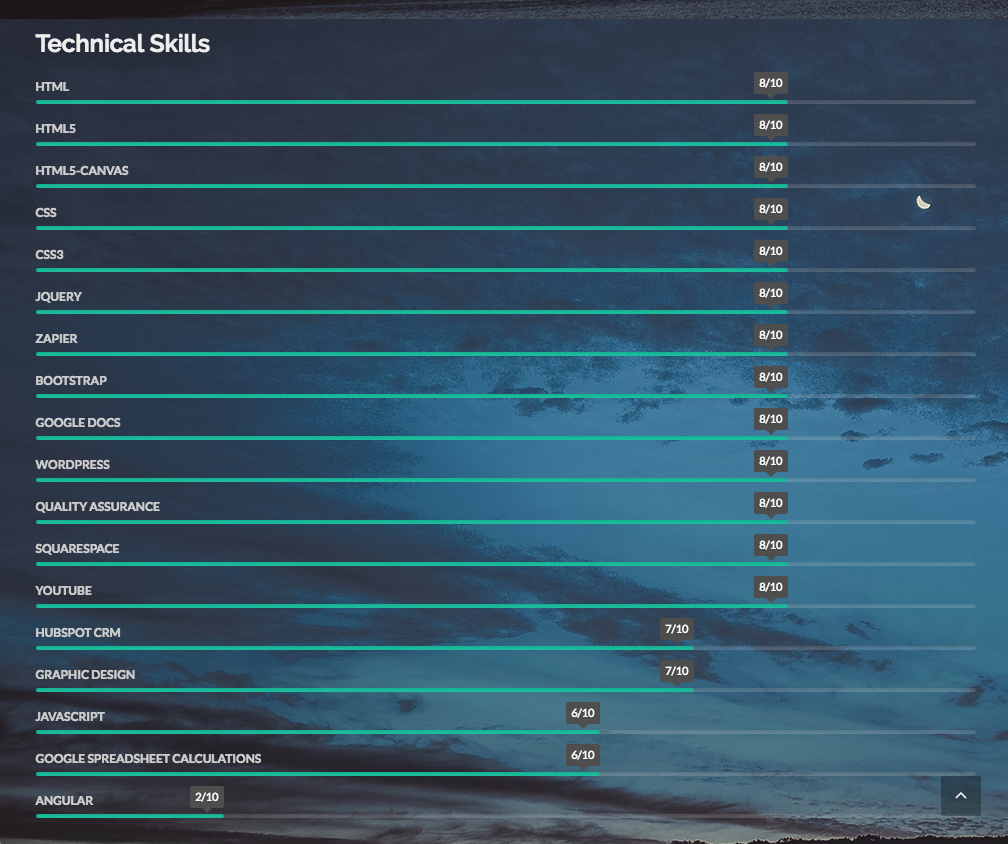 Technical Skills
HTML 8/10
HTML5 8/10
HTML5-CANVAS 8/10
CSS 8/10
CSS3 8/10
JQUERY 8/10
ZAPIER 8/10
BOOTSTRAP 8/10
GOOGLE DOCS 8/10
WORDPRESS 8/10
QUALITY ASSURANCE 8/10
SQUARESPACE 8/10
YOUTUBE 8/10
HUBSPOT CRM 7/10
GRAPHIC DESIGN 7/10
JAVASCRIPT 6/10
GOOGLE SPREADSHEET CALCULATIONS 6/10
ANGULAR 2/10